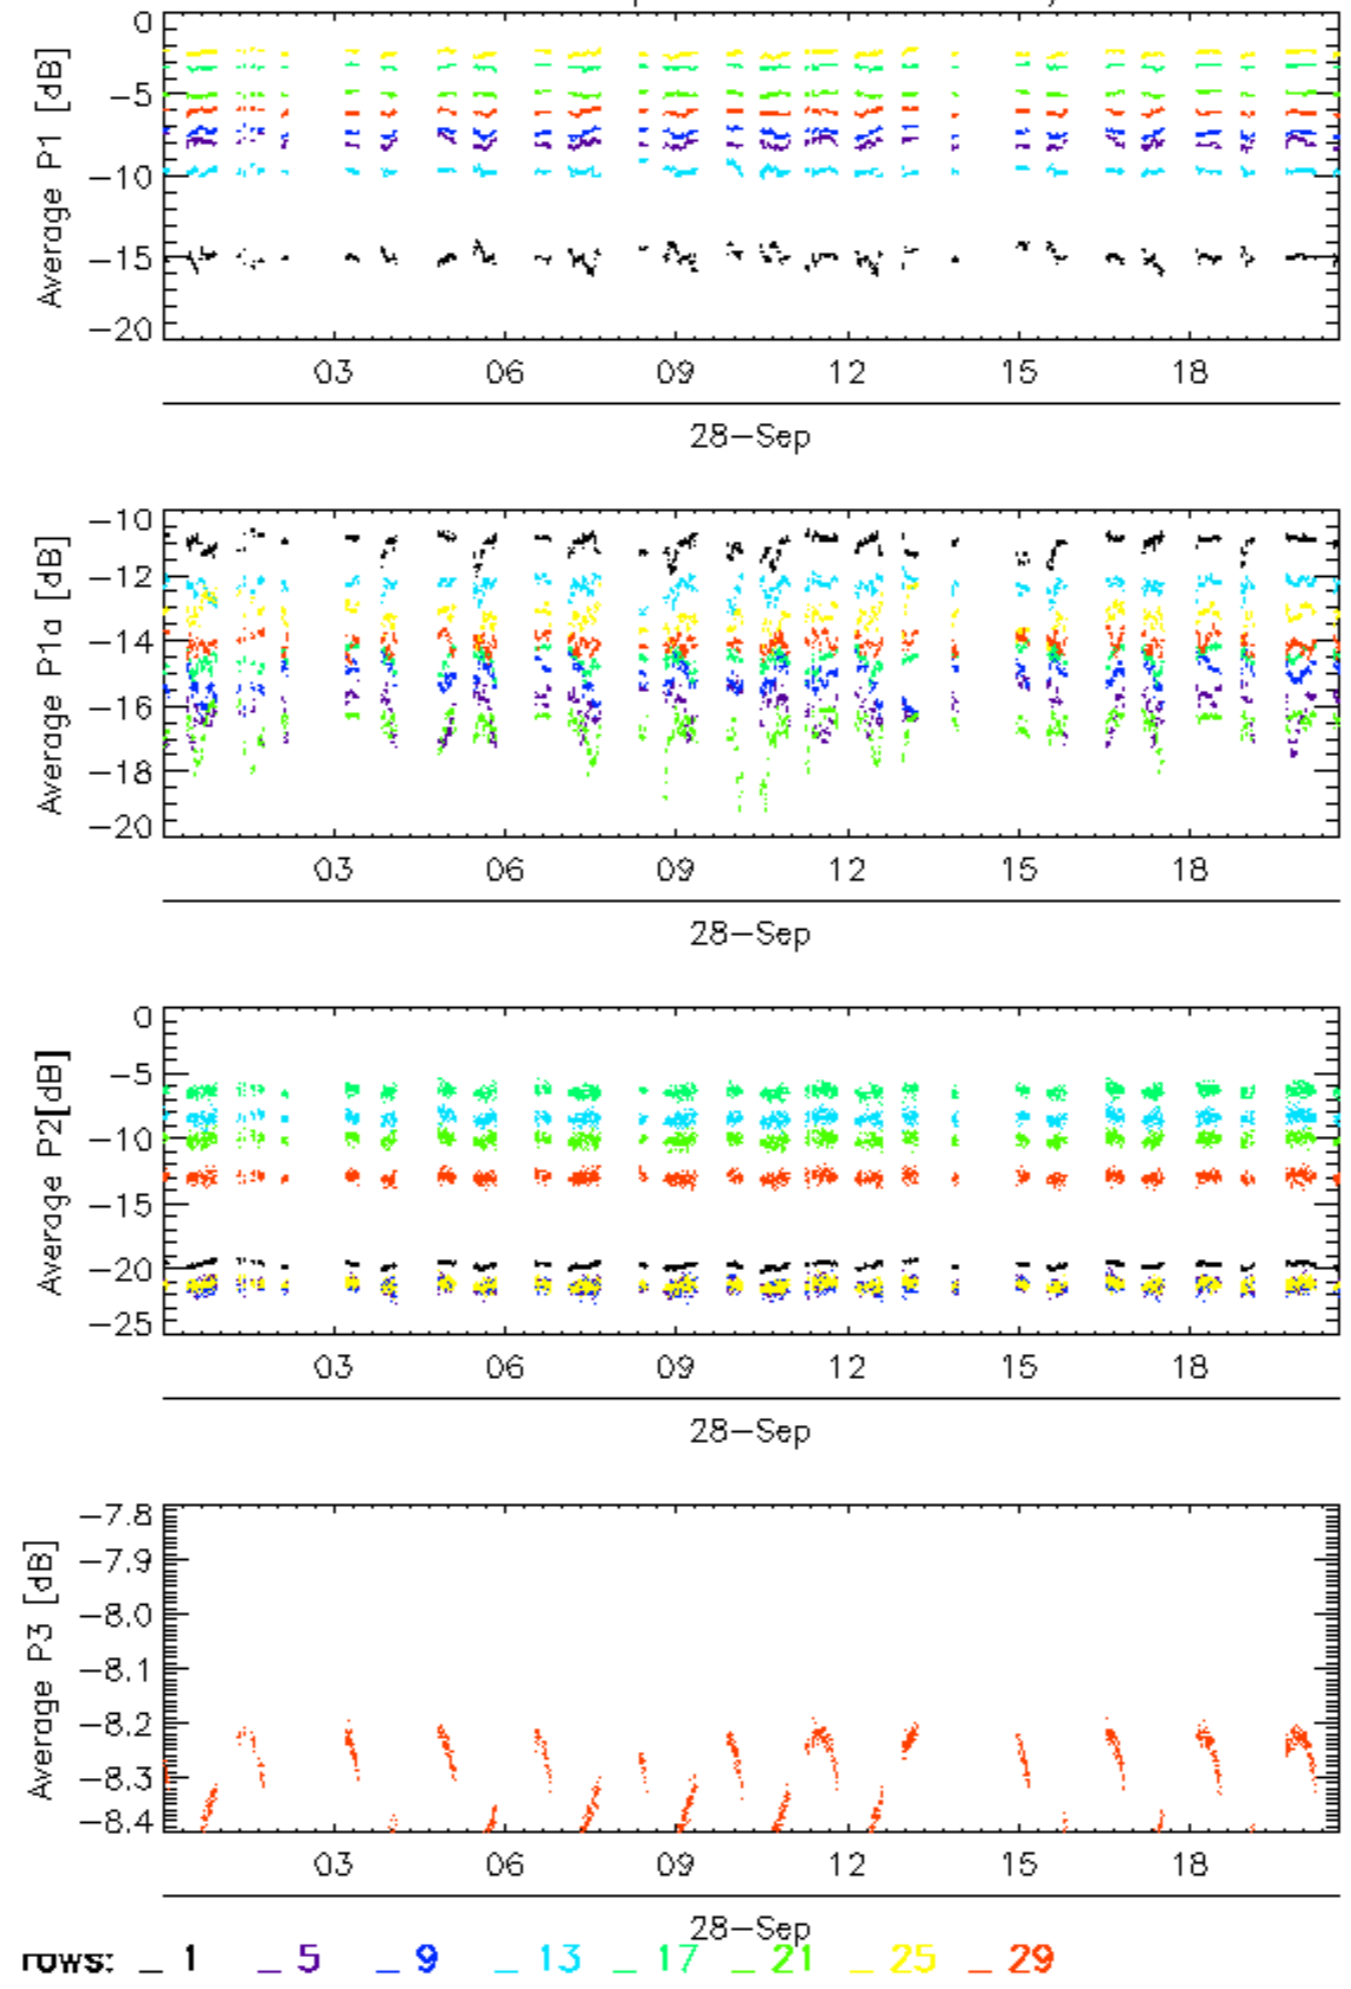 0
−5
−10
−15
−20
Average P1 [dB]
03 06 09 12 15 18
28−Sep
−10
−12
−14
−16
−18
−20
Average P1a [dB]
03 06 09 12 15 18
28−Sep
0
−5
−10
−15
−20
−25
Average P2[dB]
03 06 09 12 15 18
28−Sep
−7.8
−7.9
−8.0
−8.1
−8.2
−8.3
−8.4
Average P3 [dB]
03 06 09 12 15 18
28−Sep
rows: _ 1 _ 5 _ 9 _ 13 _ 17 _ 21 _ 25 _ 29